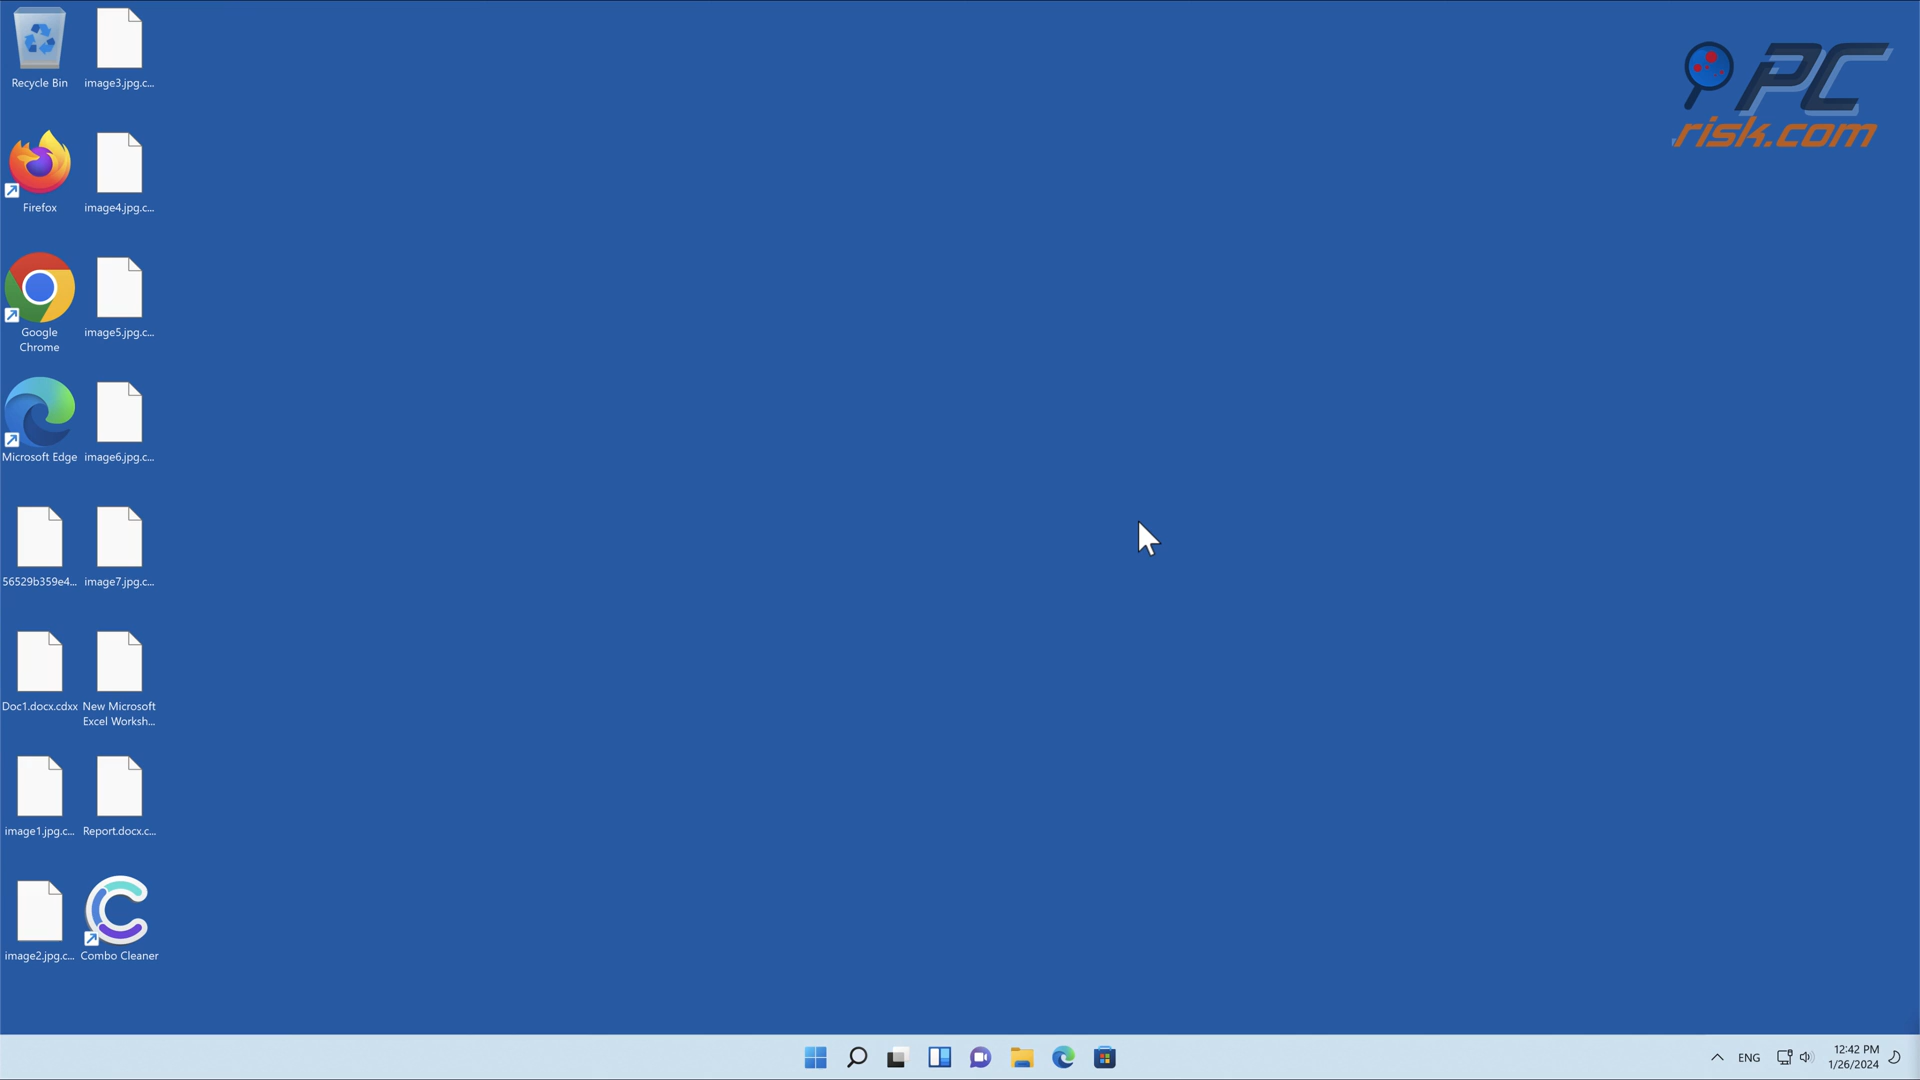 Recycle Bin
image3.jpg.c...
Firefox
image4.jpg.c...
Google
Chrome
image5.jpg.c...
Microsoft Edge
image6.jpg.c...
56529b359e4...
image7.jpg.c...
Doc1.docx.cdxx
New Microsoft
Excel Worksh...
image1.jpg.c...
Report.docx.c...
image2.jpg.c...
Combo Cleaner
PC
risk.com
ENG
12:42 PM
1/26/2024